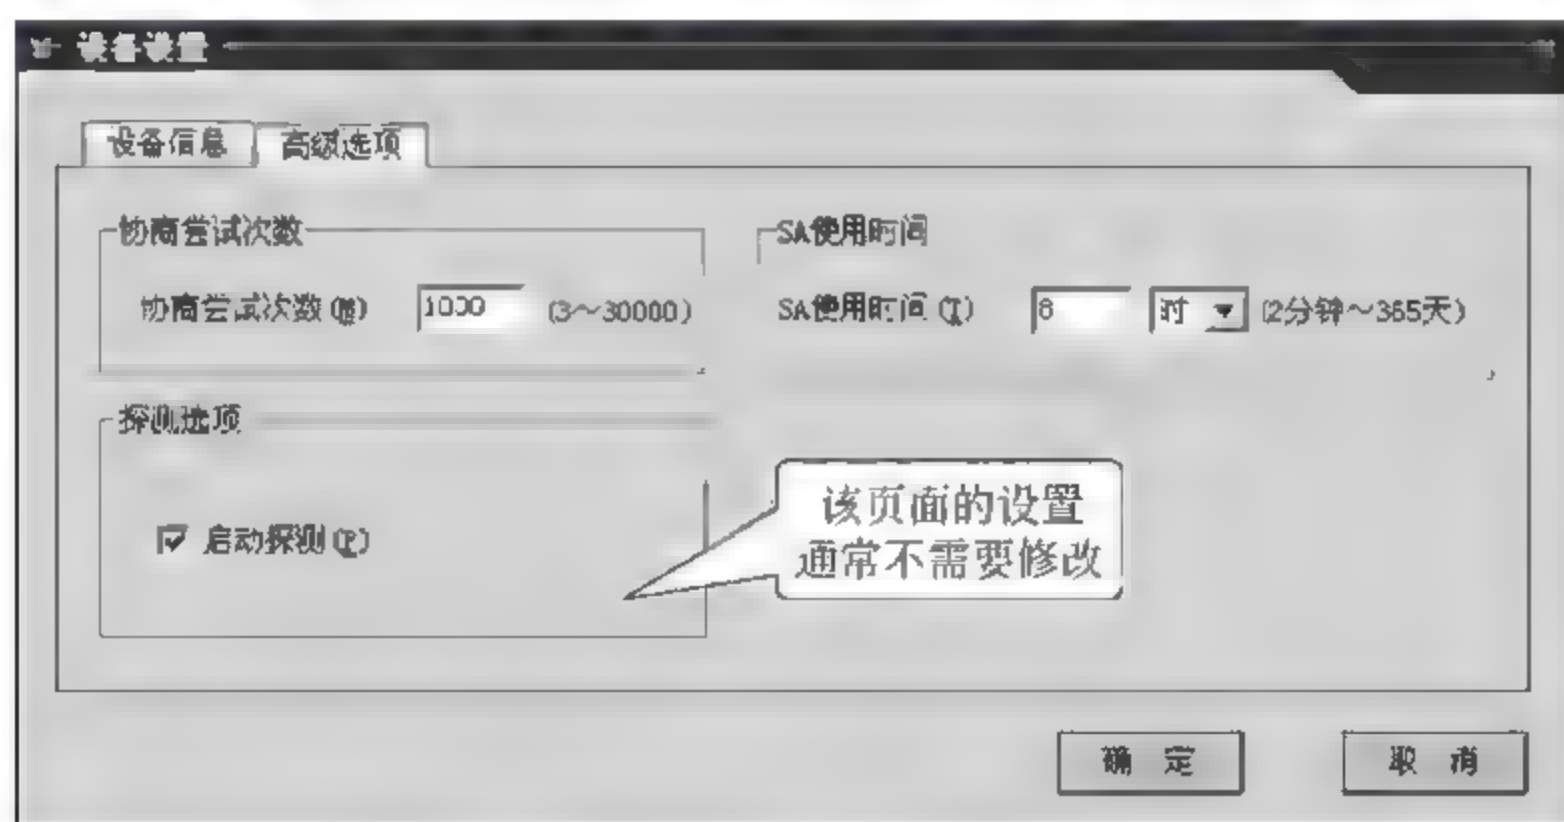 设备设置
设备信息 高级选项
协商尝试次数
协商尝试次数(N) 1000 (3～30000)
SA使用时间
SA使用时间(T) 8 时 (2分钟～365天)
探测选项
启动探测(P)
该页面的设置
通常不需要修改
确 定 取 消